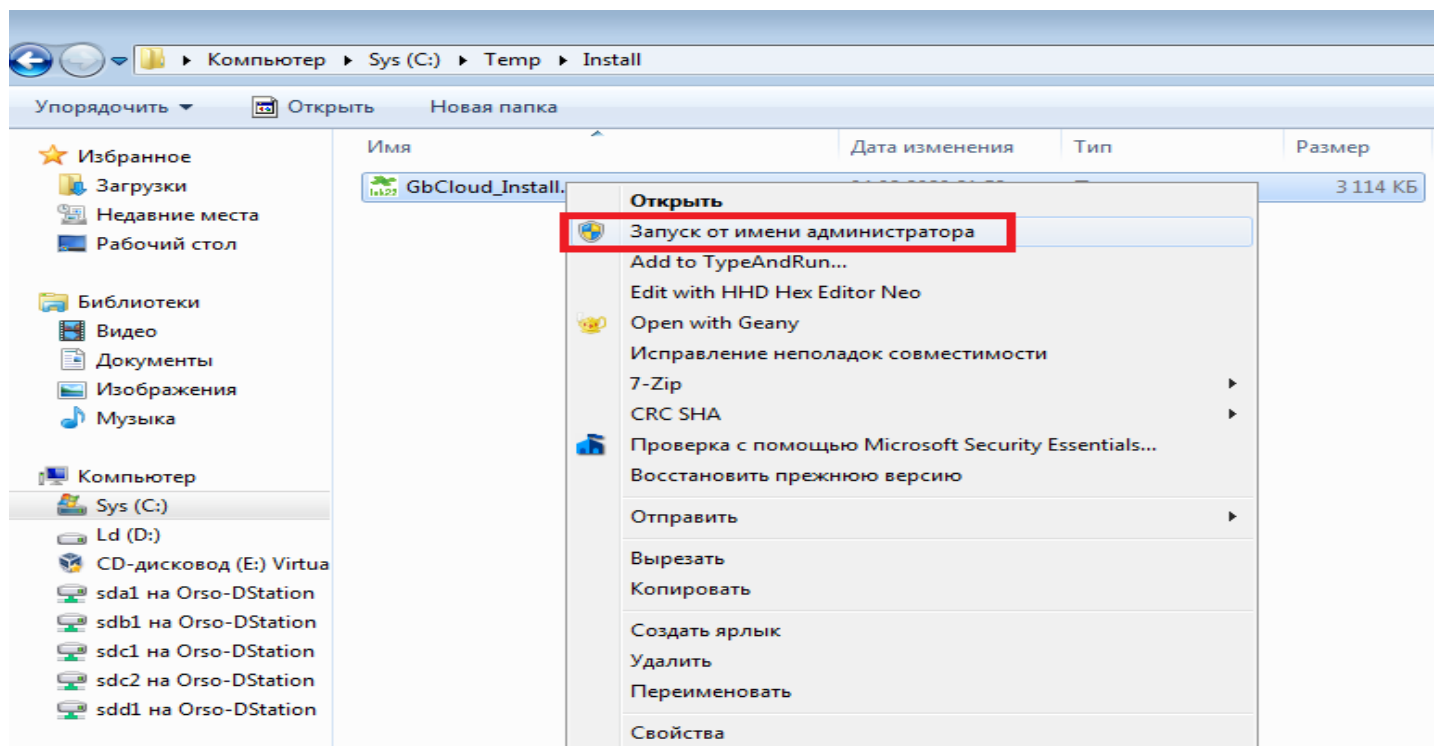 Компьютер Sys (C:) Temp Install
Упорядочить Открыть Новая папка
Имя Дата изменения Тип Размер
Избранное
Загрузки
Недавние места
Рабочий стол
Библиотеки
Видео
Документы
Изображения
Музыка
Компьютер
Sys (C:)
Ld (D:)
CD-дисковод (E:) Virtua
sda1 на Orso-DStation
sdb1 на Orso-DStation
sdc1 на Orso-DStation
sdc2 на Orso-DStation
sdd1 на Orso-DStation
GbCloud_Install. 3 114 КБ
Открыть
Запуск от имени администратора
Add to TypeAndRun...
Edit with HHD Hex Editor Neo
Open with Geany
Исправление неполадок совместимости
7-Zip
CRC SHA
Проверка с помощью Microsoft Security Essentials...
Восстановить прежнюю версию
Отправить
Вырезать
Копировать
Создать ярлык
Удалить
Переименовать
Свойства